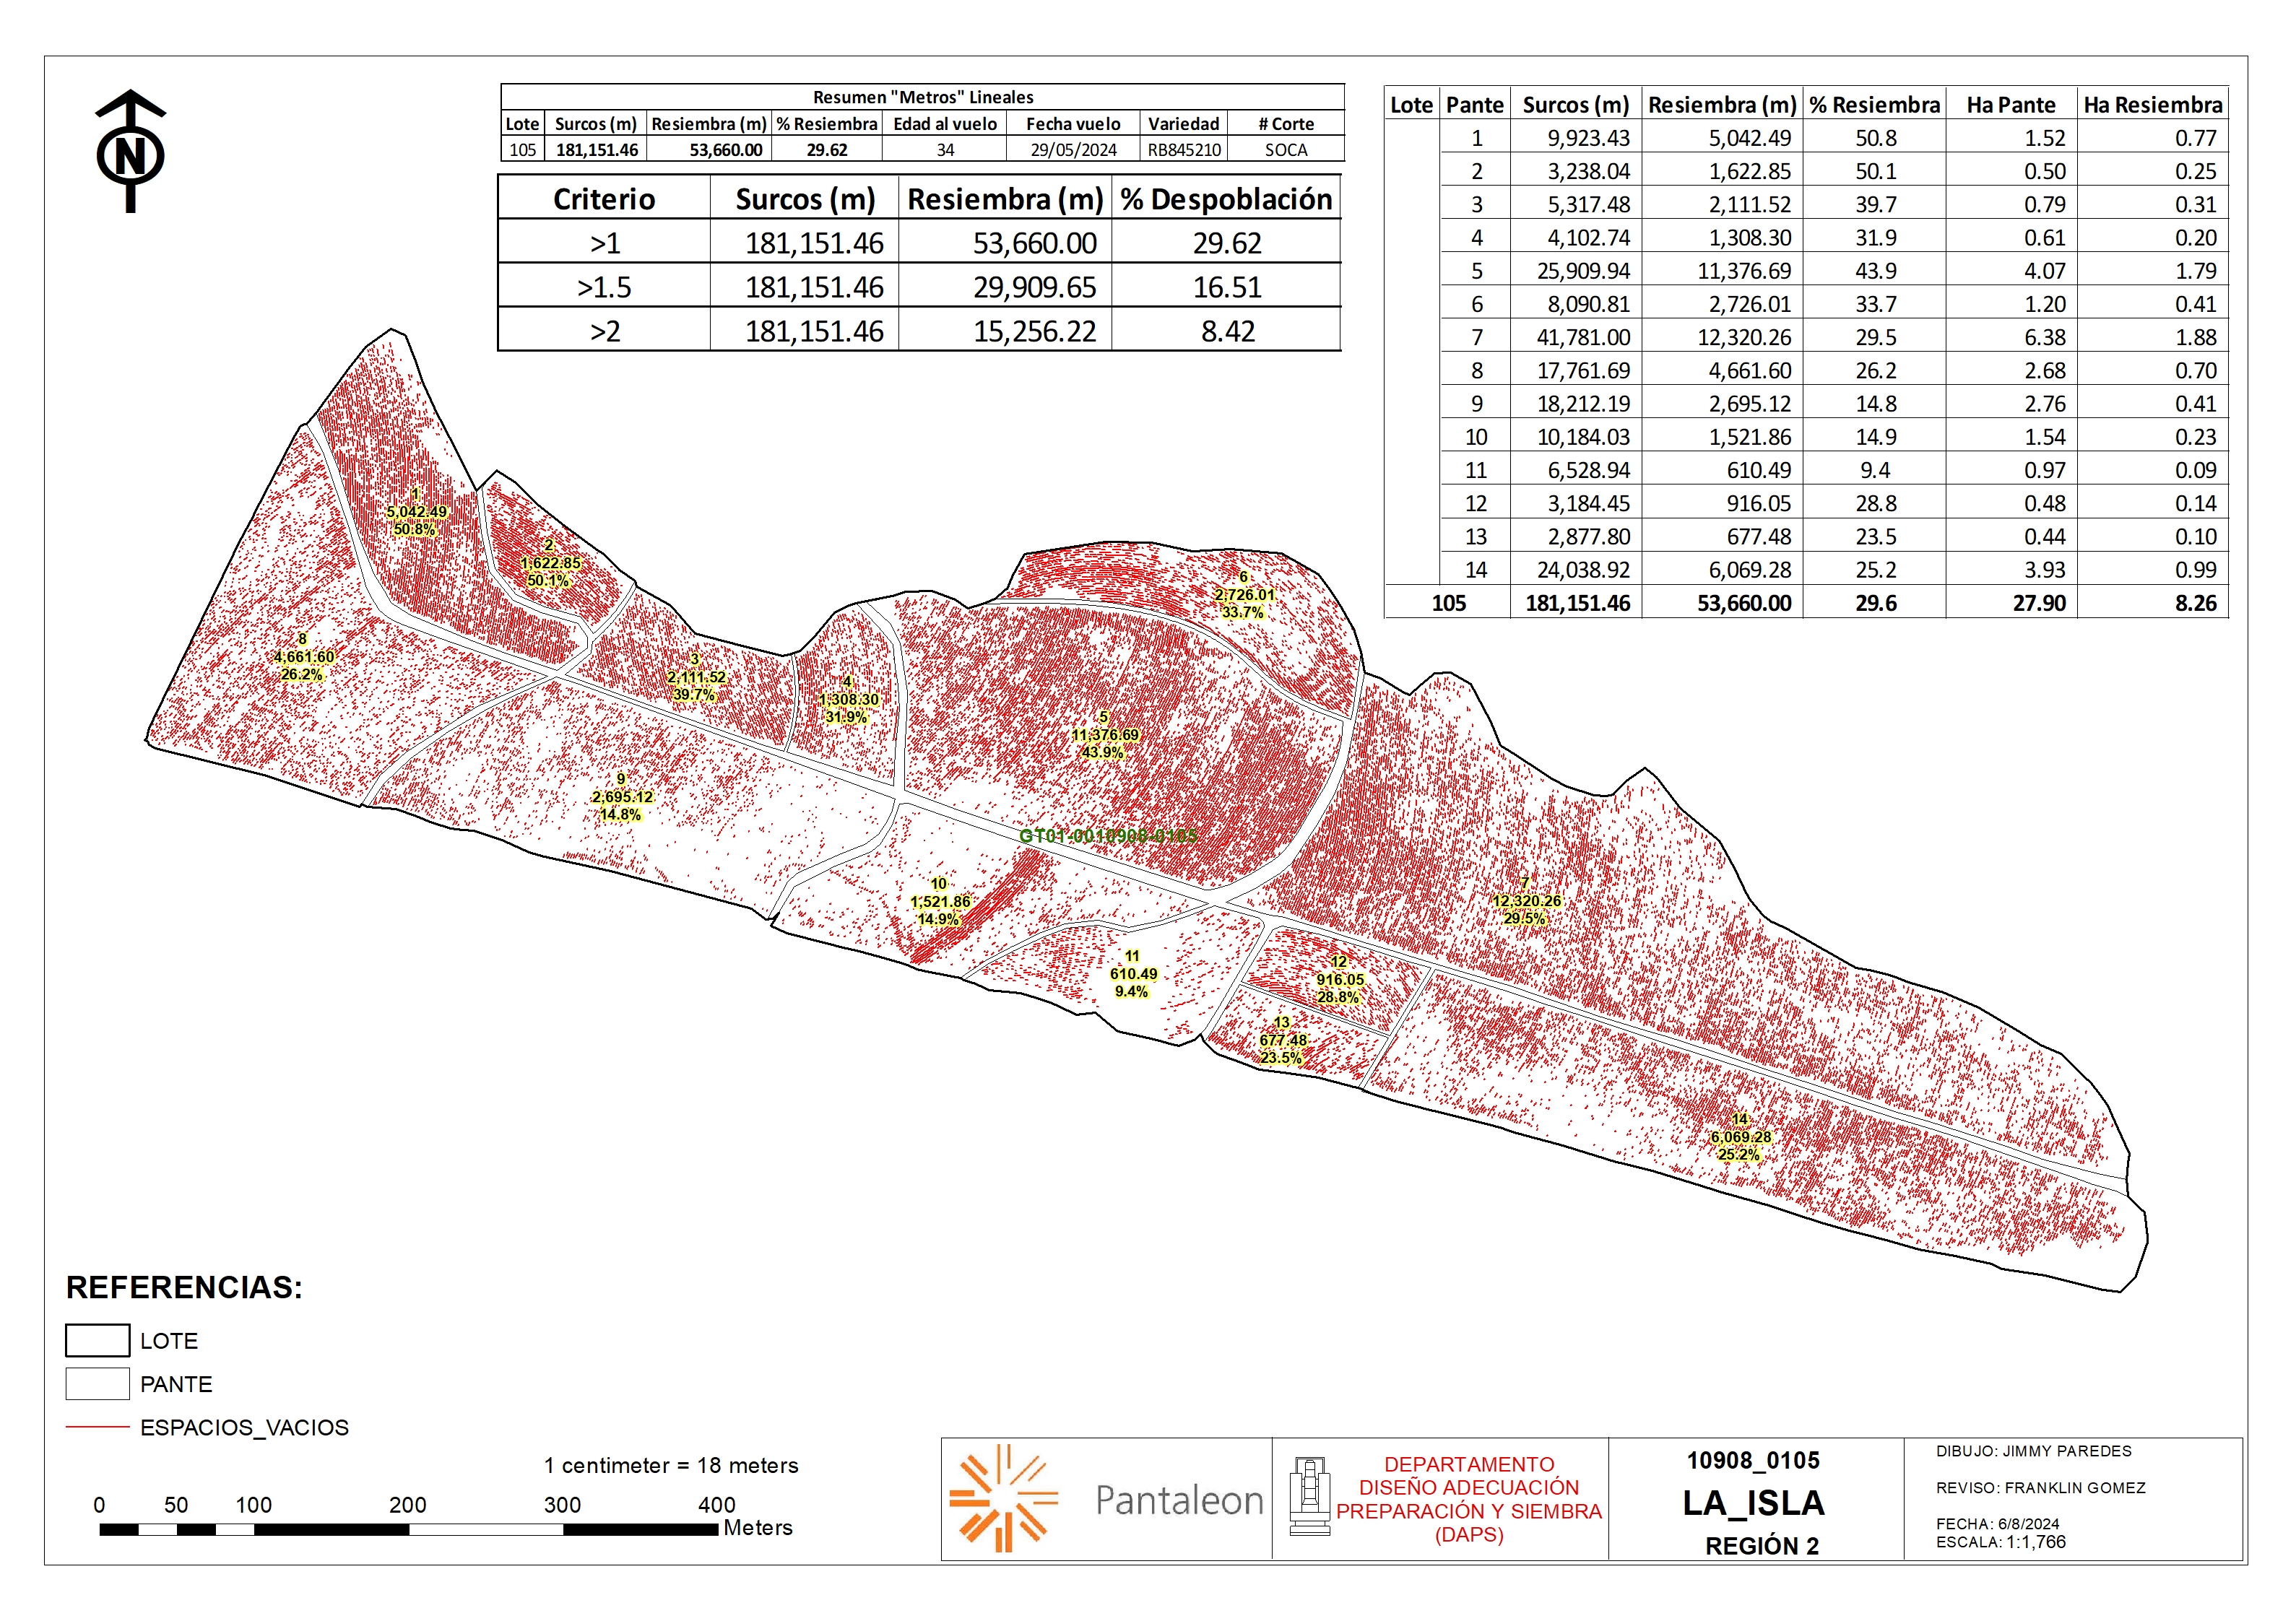 N
Resumen "Metros" Lineales
Lote Surcos (m) Resiembra (m) % Resiembra Edad al vuelo Fecha vuelo Variedad # Corte
105 181,151.46 53,660.00 29.62 34 29/05/2024 RB845210 SOCA
Criterio Surcos (m) Resiembra (m) % Despoblación
>1 181,151.46 53,660.00 29.62
>1.5 181,151.46 29,909.65 16.51
>2 181,151.46 15,256.22 8.42
Lote Pante Surcos (m) Resiembra (m) % Resiembra Ha Pante Ha Resiembra
1 9,923.43 5,042.49 50.8 1.52 0.77
2 3,238.04 1,622.85 50.1 0.50 0.25
3 5,317.48 2,111.52 39.7 0.79 0.31
4 4,102.74 1,308.30 31.9 0.61 0.20
5 25,909.94 11,376.69 43.9 4.07 1.79
6 8,090.81 2,726.01 33.7 1.20 0.41
7 41,781.00 12,320.26 29.5 6.38 1.88
8 17,761.69 4,661.60 26.2 2.68 0.70
9 18,212.19 2,695.12 14.8 2.76 0.41
10 10,184.03 1,521.86 14.9 1.54 0.23
11 6,528.94 610.49 9.4 0.97 0.09
12 3,184.45 916.05 28.8 0.48 0.14
13 2,877.80 677.48 23.5 0.44 0.10
14 24,038.92 6,069.28 25.2 3.93 0.99
105 181,151.46 53,660.00 29.6 27.90 8.26
1
5,042.49
50.8%
2
1,622.85
50.1%
3
2,111.52
39.7%
4
1,308.30
31.9%
5
11,376.69
43.9%
6
2,726.01
33.7%
7
12,320.26
29.5%
8
4,661.60
26.2%
9
2,695.12
14.8%
GT01-0010908-0105
10
1,521.86
14.9%
11
610.49
9.4%
12
916.05
28.8%
13
677.48
23.5%
14
6,069.28
25.2%
REFERENCIAS:
LOTE
PANTE
ESPACIOS_VACIOS
1 centimeter = 18 meters
0 50 100 200 300 400
Meters
Pantaleon
DEPARTAMENTO
DISEÑO ADECUACIÓN
PREPARACIÓN Y SIEMBRA
(DAPS)
10908_0105
LA_ISLA
REGIÓN 2
DIBUJO: JIMMY PAREDES
REVISO: FRANKLIN GOMEZ
FECHA: 6/8/2024
ESCALA: 1:1,766